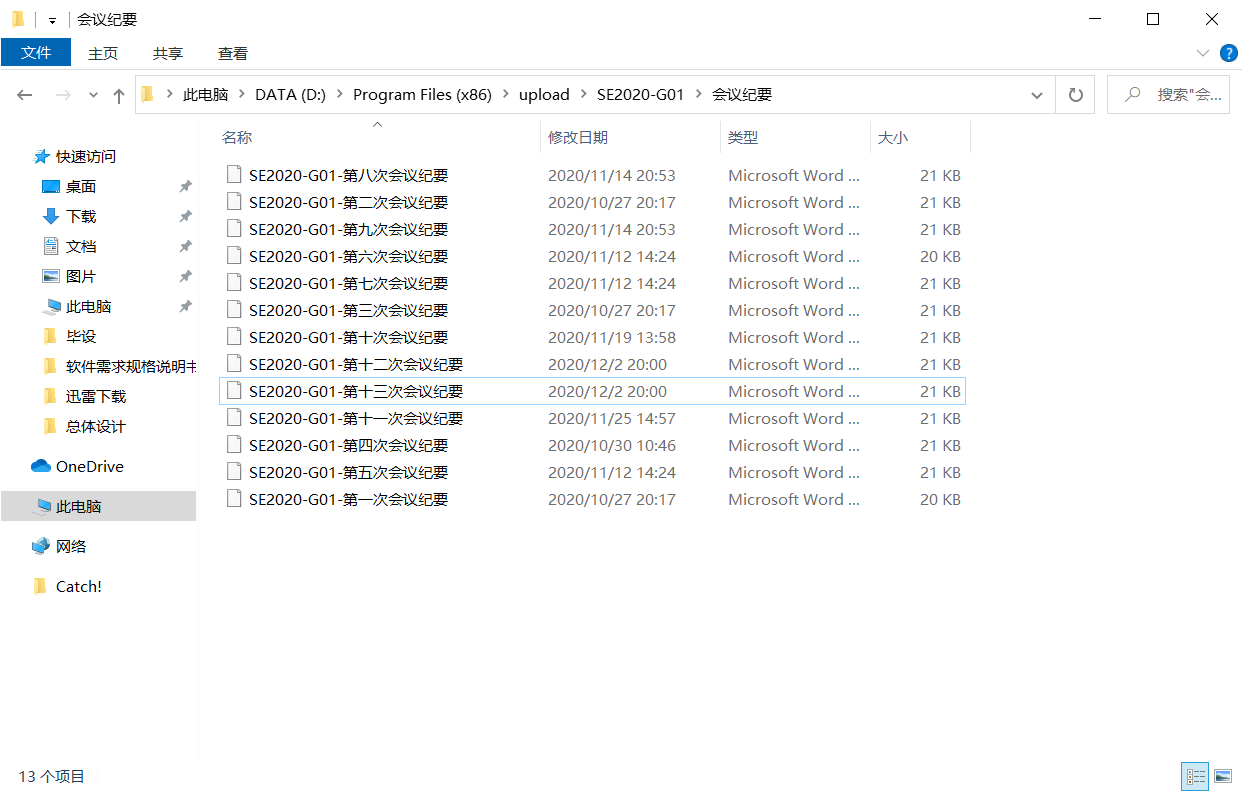 会议纪要
文件 主页 共享 查看
此电脑 DATA (D:) Program Files (x86) upload SE2020-G01 会议纪要 搜索"会...
名称 修改日期 类型 大小
快速访问
桌面
下载
文档
图片
此电脑
毕设
软件需求规格说明书
迅雷下载
总体设计
OneDrive
此电脑
网络
Catch!
SE2020-G01-第八次会议纪要 2020/11/14 20:53 Microsoft Word ... 21 KB
SE2020-G01-第二次会议纪要 2020/10/27 20:17 Microsoft Word ... 21 KB
SE2020-G01-第九次会议纪要 2020/11/14 20:53 Microsoft Word ... 21 KB
SE2020-G01-第六次会议纪要 2020/11/12 14:24 Microsoft Word ... 20 KB
SE2020-G01-第七次会议纪要 2020/11/12 14:24 Microsoft Word ... 21 KB
SE2020-G01-第三次会议纪要 2020/10/27 20:17 Microsoft Word ... 21 KB
SE2020-G01-第十次会议纪要 2020/11/19 13:58 Microsoft Word ... 21 KB
SE2020-G01-第十二次会议纪要 2020/12/2 20:00 Microsoft Word ... 21 KB
SE2020-G01-第十三次会议纪要 2020/12/2 20:00 Microsoft Word ... 21 KB
SE2020-G01-第十一次会议纪要 2020/11/25 14:57 Microsoft Word ... 21 KB
SE2020-G01-第四次会议纪要 2020/10/30 10:46 Microsoft Word ... 21 KB
SE2020-G01-第五次会议纪要 2020/11/12 14:24 Microsoft Word ... 21 KB
SE2020-G01-第一次会议纪要 2020/10/27 20:17 Microsoft Word ... 20 KB
13 个项目